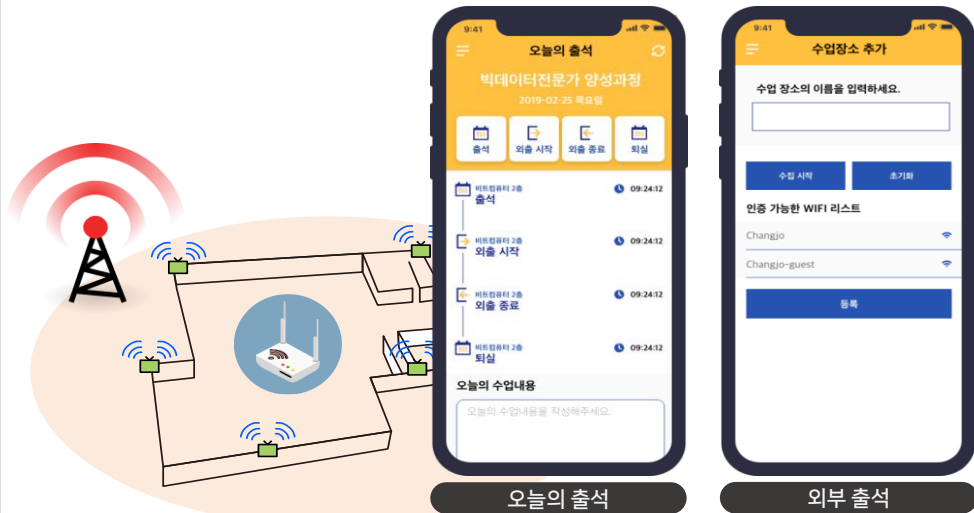 9:41
오늘의 출석
빅데이터전문가 양성과정
2019-02-25 목요일
출석
외출 시작
외출 종료
퇴실
비트컴퓨터 2층
출석
09:24:12
비트컴퓨터 2층
외출 시작
09:24:12
비트컴퓨터 2층
외출 종료
09:24:12
비트컴퓨터 2층
퇴실
09:24:12
오늘의 수업내용
오늘의 수업내용을 작성해주세요.
오늘의 출석
9:41
수업장소 추가
수업 장소의 이름을 입력하세요.
수집 시작
초기화
인증 가능한 WIFI 리스트
Changjo
Changjo-guest
등록
외부 출석